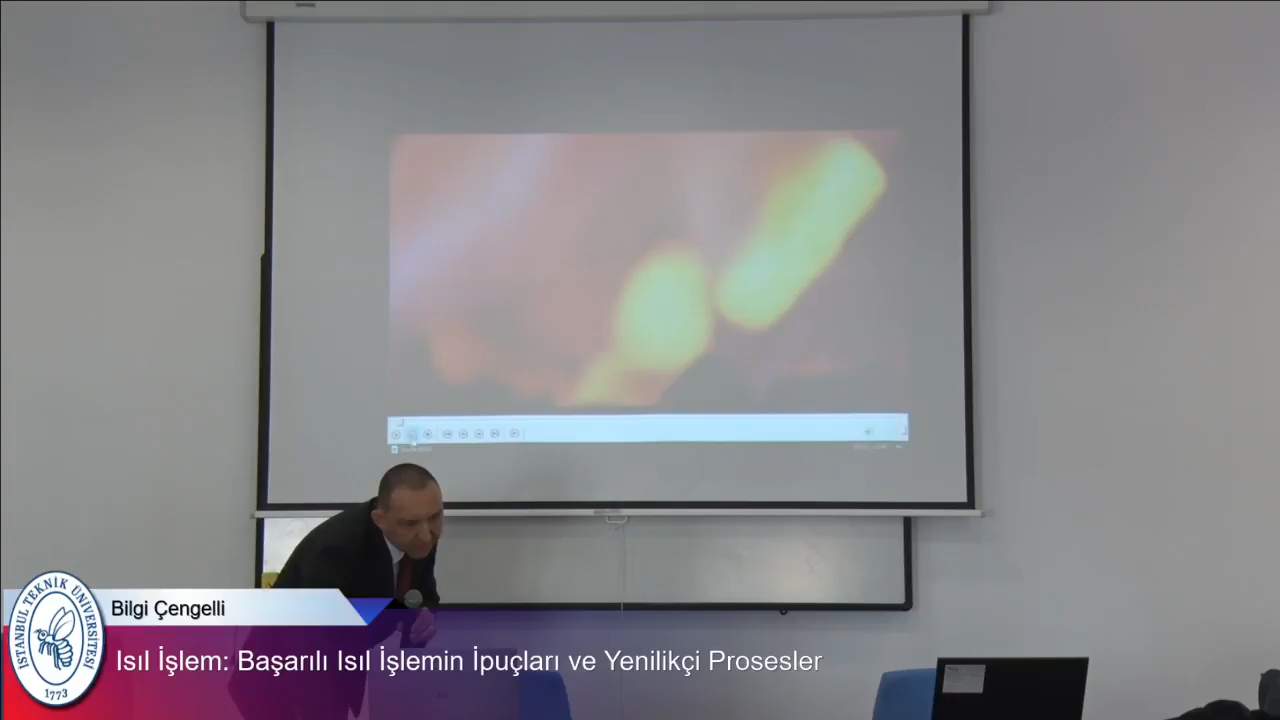 Bilgi Çengelli
Isıl İşlem: Başarılı Isıl İşlemin İpuçları ve Yenilikçi Prosesler
İSTANBUL TEKNİK ÜNİVERSİTESİ
1773